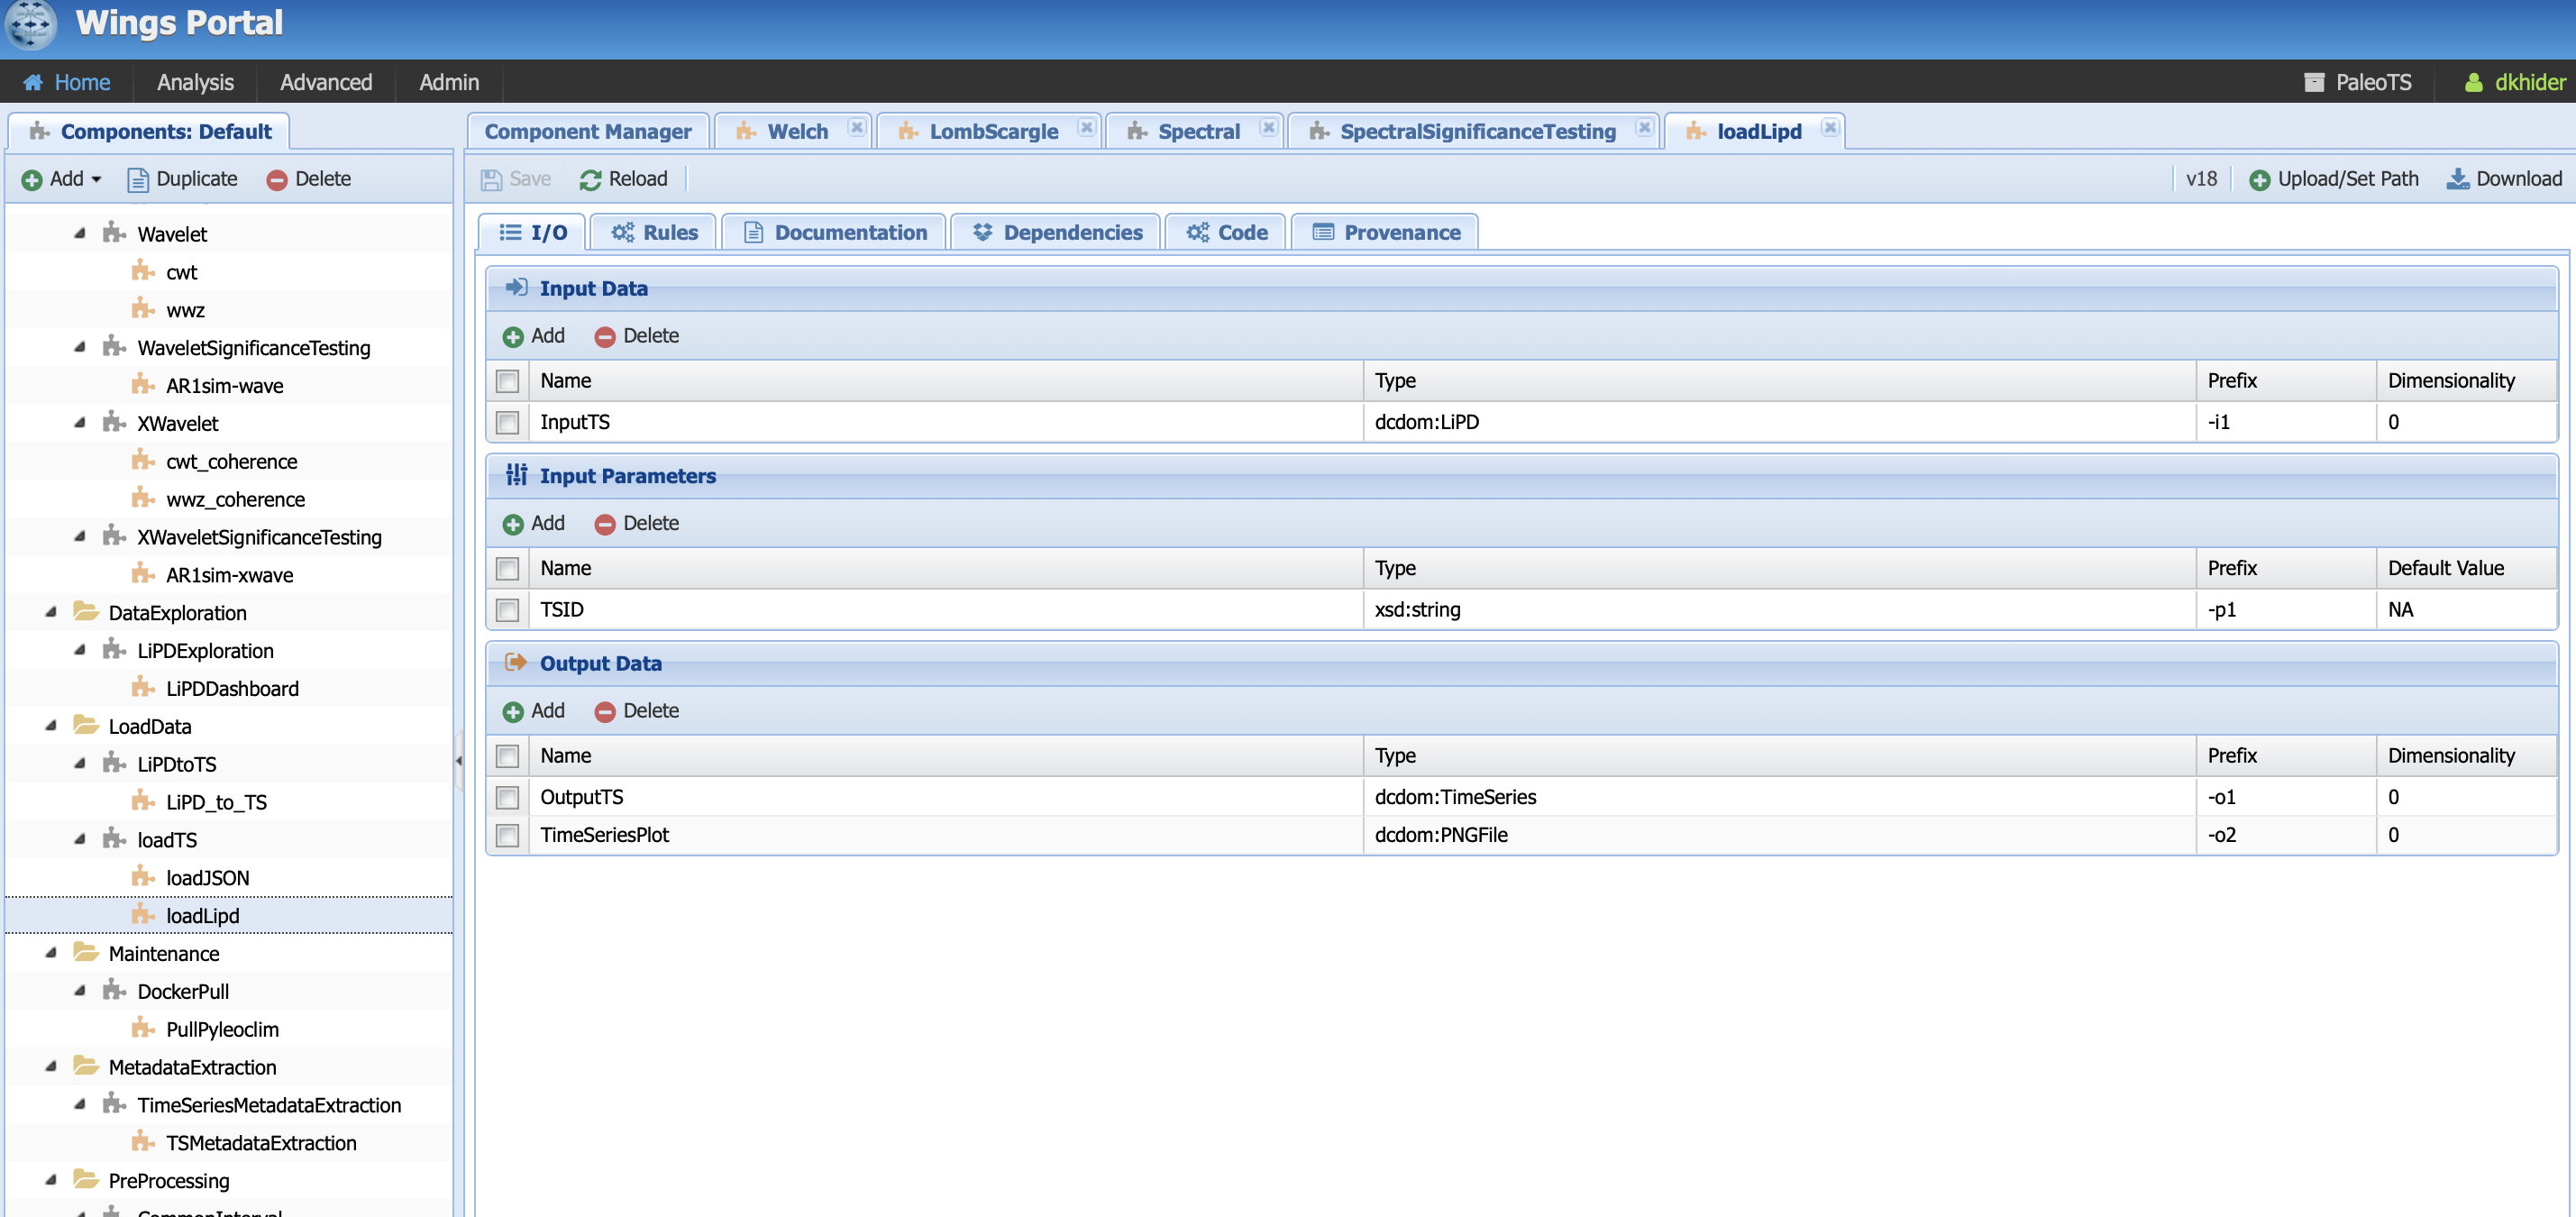 Wings Portal
Home Analysis Advanced Admin PaleoTS dkhider
Components: Default
Add Duplicate Delete
Wavelet
cwt
wwz
WaveletSignificanceTesting
AR1sim-wave
XWavelet
cwt_coherence
wwz_coherence
XWaveletSignificanceTesting
AR1sim-xwave
DataExploration
LiPDExploration
LiPDDashboard
LoadData
LiPDtoTS
LiPD_to_TS
loadTS
loadJSON
loadLipd
Maintenance
DockerPull
PullPyleoclim
MetadataExtraction
TimeSeriesMetadataExtraction
TSMetadataExtraction
PreProcessing
CommonInterval
Component Manager Welch LombScargle Spectral SpectralSignificanceTesting loadLipd
Save Reload v18 Upload/Set Path Download
I/O Rules Documentation Dependencies Code Provenance
Input Data
Add Delete
Name Type Prefix Dimensionality
InputTS dcdom:LiPD -i1 0
Input Parameters
Add Delete
Name Type Prefix Default Value
TSID xsd:string -p1 NA
Output Data
Add Delete
Name Type Prefix Dimensionality
OutputTS dcdom:TimeSeries -o1 0
TimeSeriesPlot dcdom:PNGFile -o2 0